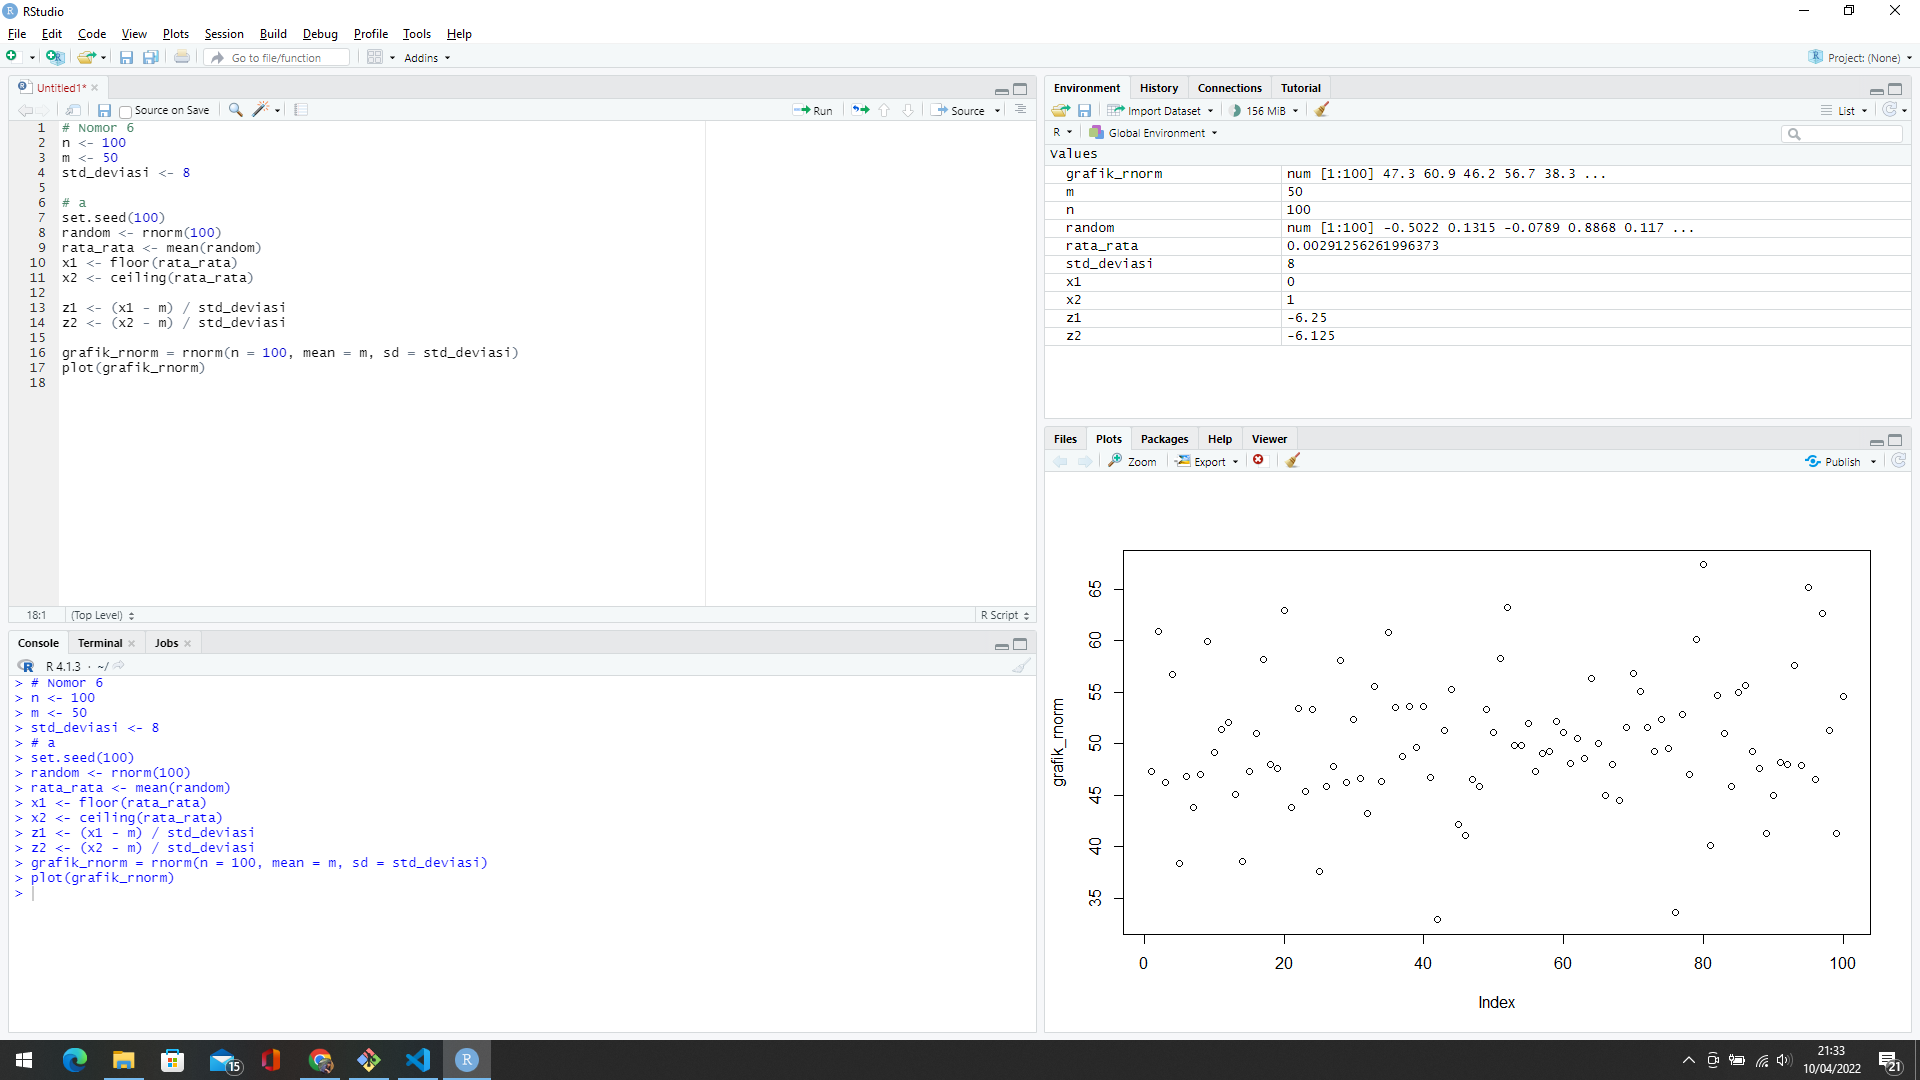 RStudio
File Edit Code View Plots Session Build Debug Profile Tools Help
Go to file/function Addins Project: (None)
Untitled1*
Source on Save Run Source
1 # Nomor 6
2 n <- 100
3 m <- 50
4 std_deviasi <- 8
5
6 # a
7 set.seed(100)
8 random <- rnorm(100)
9 rata_rata <- mean(random)
10 x1 <- floor(rata_rata)
11 x2 <- ceiling(rata_rata)
12
13 z1 <- (x1 - m) / std_deviasi
14 z2 <- (x2 - m) / std_deviasi
15
16 grafik_rnorm = rnorm(n = 100, mean = m, sd = std_deviasi)
17 plot(grafik_rnorm)
18
18:1 (Top Level) R Script
Console Terminal Jobs
R 4.1.3 · ~/
> # Nomor 6
> n <- 100
> m <- 50
> std_deviasi <- 8
> # a
> set.seed(100)
> random <- rnorm(100)
> rata_rata <- mean(random)
> x1 <- floor(rata_rata)
> x2 <- ceiling(rata_rata)
> z1 <- (x1 - m) / std_deviasi
> z2 <- (x2 - m) / std_deviasi
> grafik_rnorm = rnorm(n = 100, mean = m, sd = std_deviasi)
> plot(grafik_rnorm)
>
Environment History Connections Tutorial
Import Dataset 156 MiB List
R Global Environment
Values
grafik_rnorm num [1:100] 47.3 60.9 46.2 56.7 38.3 ...
m 50
n 100
random num [1:100] -0.5022 0.1315 -0.0789 0.8868 0.117 ...
rata_rata 0.00291256261996373
std_deviasi 8
x1 0
x2 1
z1 -6.25
z2 -6.125
Files Plots Packages Help Viewer
Zoom Export Publish
65
60
55
50
45
40
35
grafik_rnorm
0 20 40 60 80 100
Index
15
21:33
10/04/2022
21